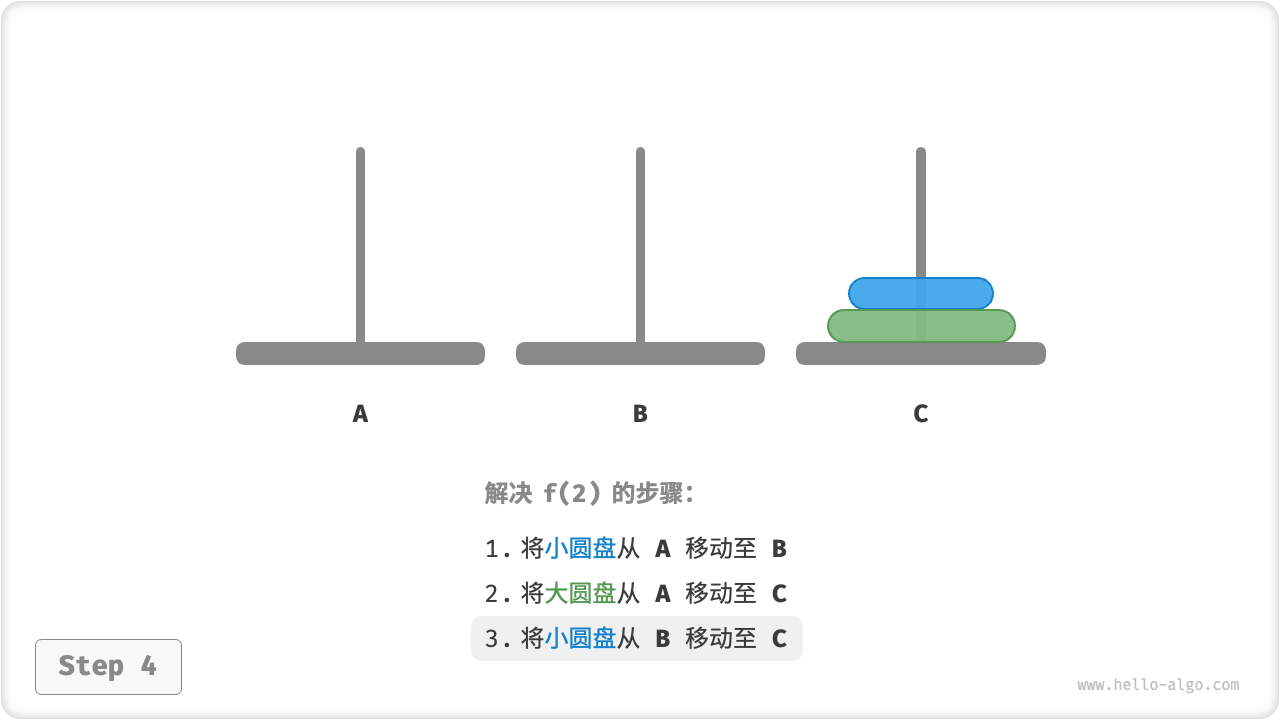 A
B
C
解决 f(2) 的步骤：
1. 将小圆盘从 A 移动至 B
2. 将大圆盘从 A 移动至 C
3. 将小圆盘从 B 移动至 C
Step 4
www.hello-algo.com